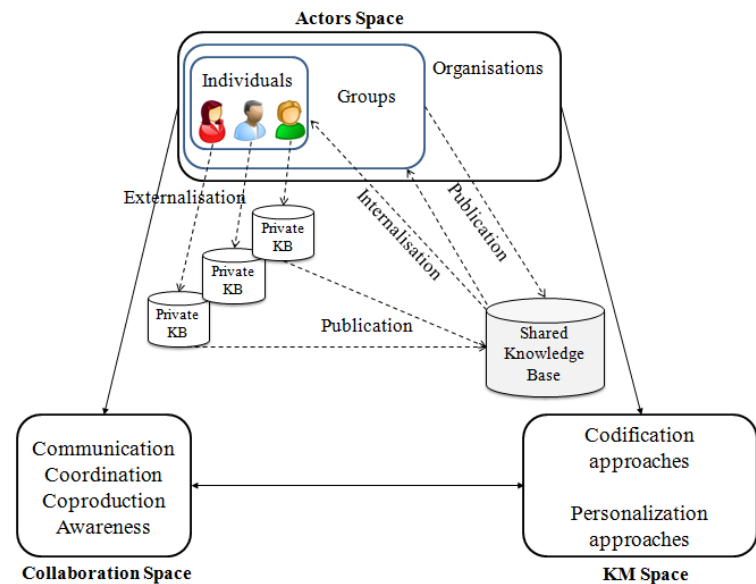 Actors Space
Organisations
Individuals
Groups
Externalisation
Internalisation
Publication
Private
KB
Private
KB
Private
KB
Publication
Shared
Knowledge
Base
Communication
Coordination
Coproduction
Awareness
Codification
approaches
Personalization
approaches
Collaboration Space
KM Space